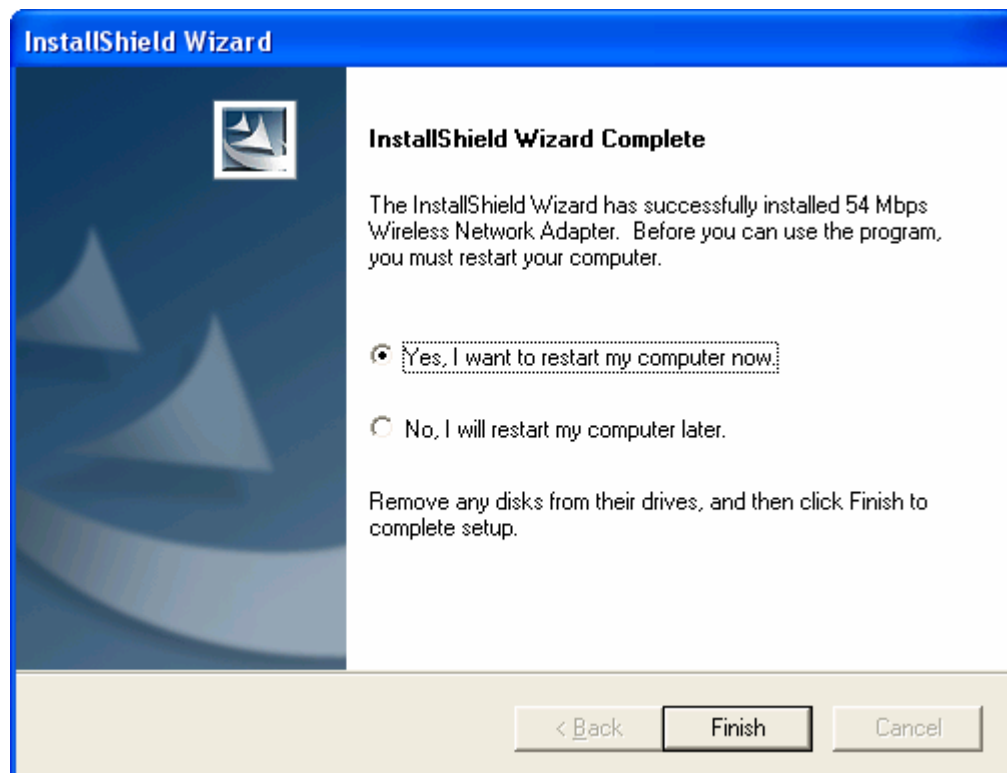 InstallShield Wizard
InstallShield Wizard Complete
The InstallShield Wizard has successfully installed 54 Mbps
Wireless Network Adapter.  Before you can use the program,
you must restart your computer.
Yes, I want to restart my computer now.
No, I will restart my computer later.
Remove any disks from their drives, and then click Finish to
complete setup.
< Back
Finish
Cancel